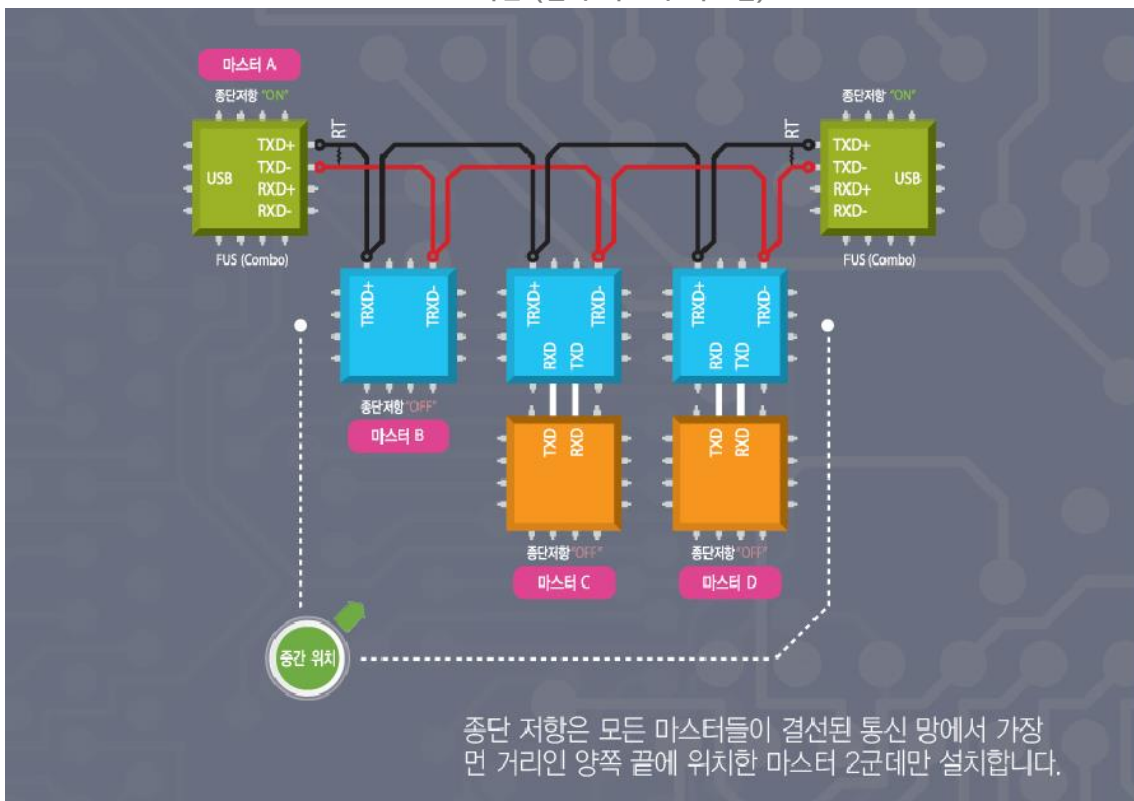 마스터 A
종단저항 "ON"
종단저항 "ON"
RT
RT
USB
TXD+
TXD-
RXD+
RXD-
TXD+
TXD-
RXD+
RXD-
USB
FUS (Combo)
FUS (Combo)
TRXD+
TRXD-
TRXD+
TRXD-
TRXD+
TRXD-
RXD
TXD
RXD
TXD
종단저항 "OFF"
마스터 B
TXD
RXD
TXD
RXD
종단저항 "OFF"
종단저항 "OFF"
마스터 C
마스터 D
중간 위치
종단 저항은 모든 마스터들이 결선된 통신 망에서 가장
먼 거리인 양쪽 끝에 위치한 마스터 2군데만 설치합니다.